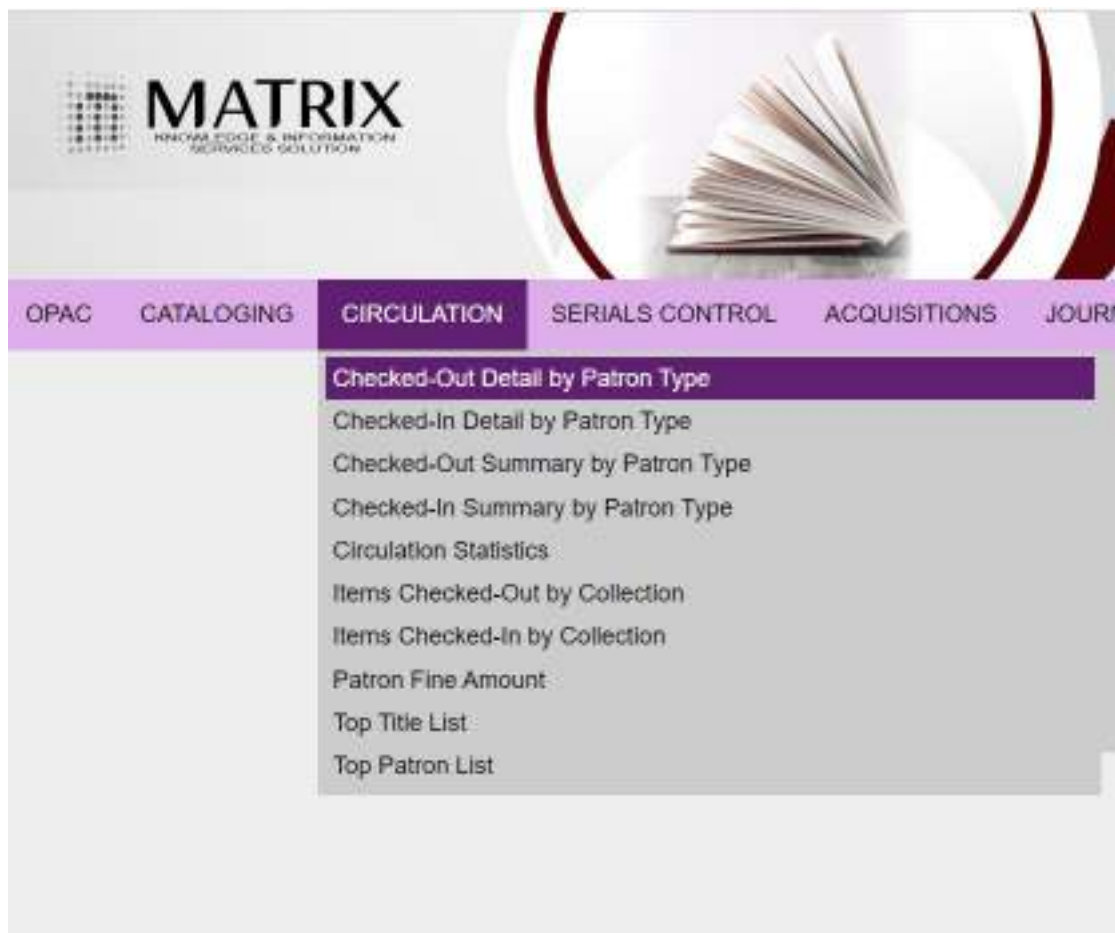 MATRIX
KNOWLEDGE & INFORMATION
SERVICES SOLUTION
OPAC CATALOGING CIRCULATION SERIALS CONTROL ACQUISITIONS JOUR
Checked-Out Detail by Patron Type
Checked-In Detail by Patron Type
Checked-Out Summary by Patron Type
Checked-In Summary by Patron Type
Circulation Statistics
Items Checked-Out by Collection
Items Checked-In by Collection
Patron Fine Amount
Top Title List
Top Patron List